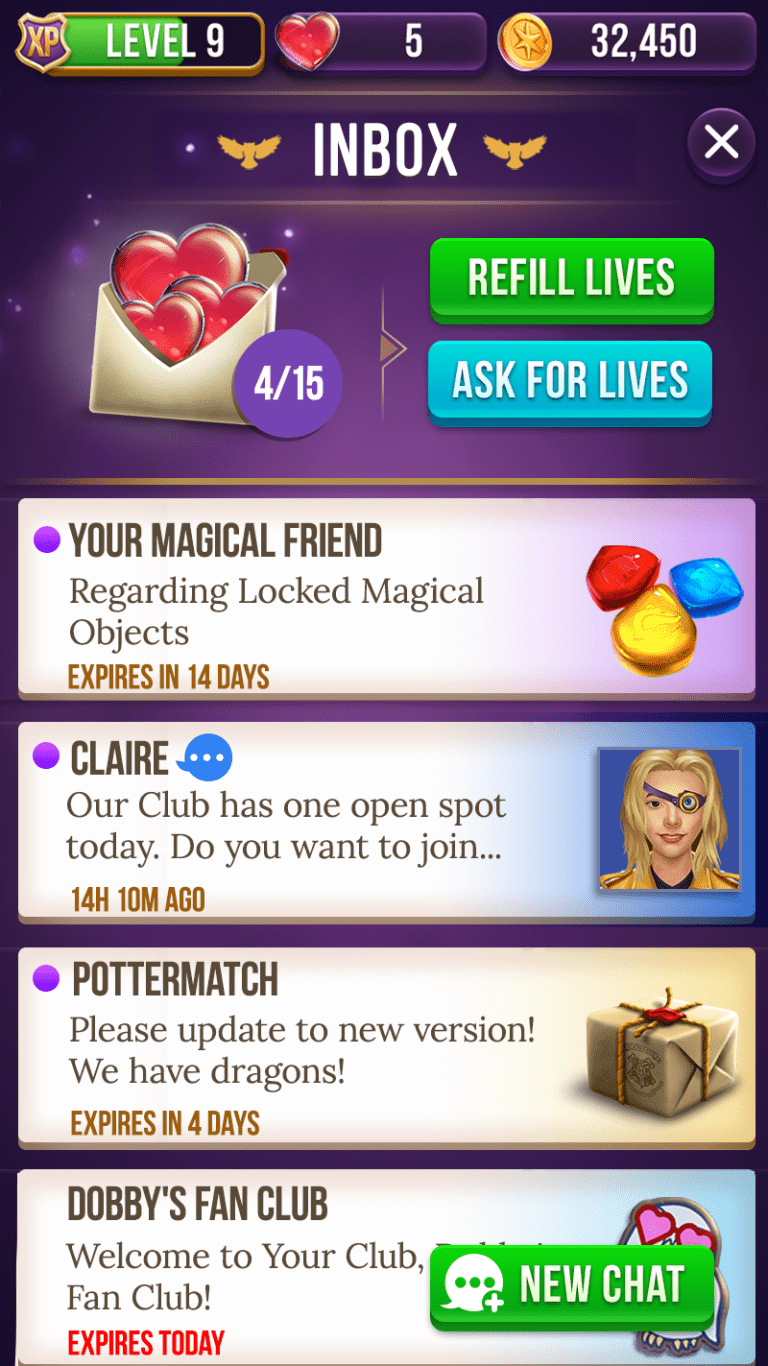 XP LEVEL 9 5 32,450
INBOX
4/15
REFILL LIVES
ASK FOR LIVES
YOUR MAGICAL FRIEND
Regarding Locked Magical
Objects
EXPIRES IN 14 DAYS
CLAIRE
Our Club has one open spot
today. Do you want to join...
14H 10M AGO
POTTERMATCH
Please update to new version!
We have dragons!
EXPIRES IN 4 DAYS
DOBBY'S FAN CLUB
Welcome to Your Club,
Fan Club!
NEW CHAT
EXPIRES TODAY